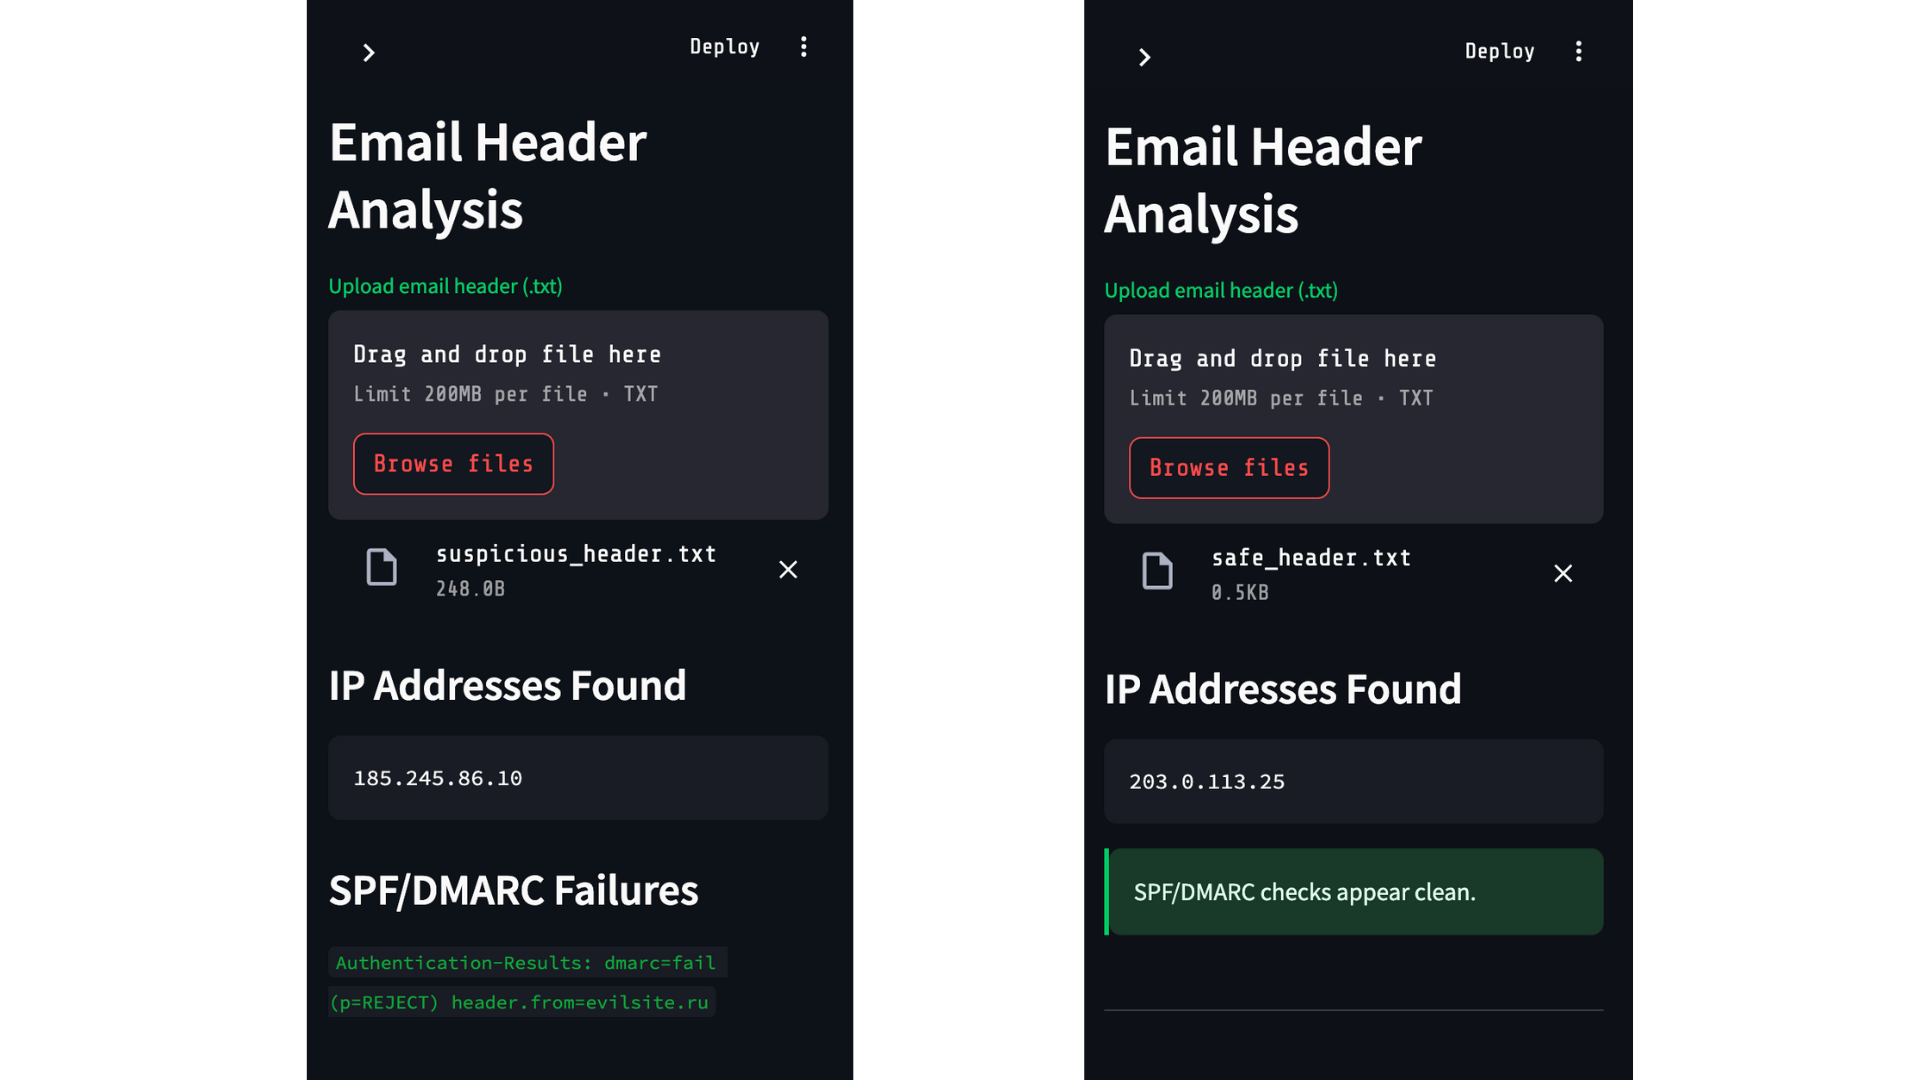 Deploy
Email Header
Analysis
Upload email header (.txt)
Drag and drop file here
Limit 200MB per file • TXT
Browse files
suspicious_header.txt
248.0B
IP Addresses Found
185.245.86.10
SPF/DMARC Failures
Authentication-Results: dmarc=fail
(p=REJECT) header.from=evilsite.ru
Deploy
Email Header
Analysis
Upload email header (.txt)
Drag and drop file here
Limit 200MB per file • TXT
Browse files
safe_header.txt
0.5KB
IP Addresses Found
203.0.113.25
SPF/DMARC checks appear clean.